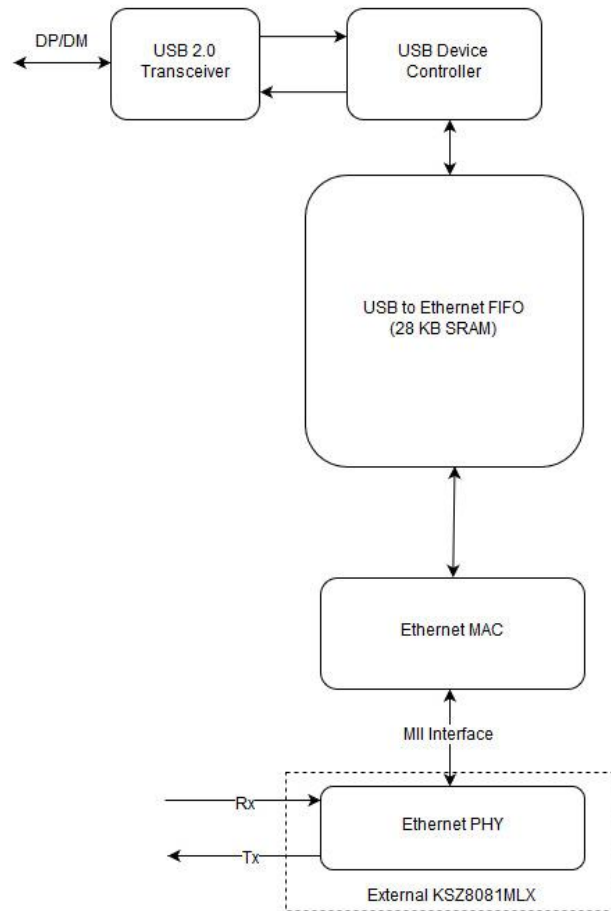 DP/DM
USB 2.0
Transceiver
USB Device
Controller
USB to Ethernet FIFO
(28 KB SRAM)
Ethernet MAC
MII Interface
Rx
Ethernet PHY
Tx
External KSZ8081MLX